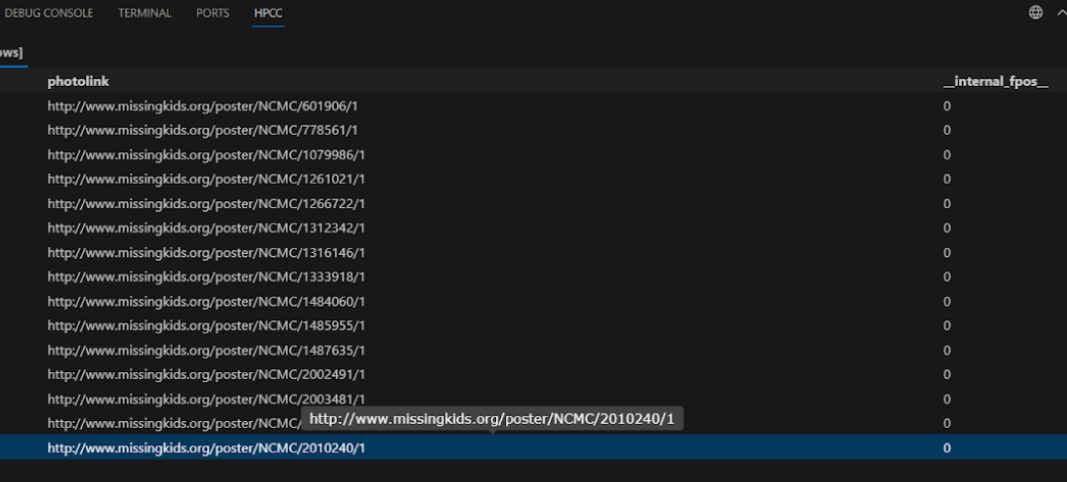 DEBUG CONSOLE TERMINAL PORTS HPCC
ows]
photolink __internal_fpos__
http://www.missingkids.org/poster/NCMC/601906/1 0
http://www.missingkids.org/poster/NCMC/778561/1 0
http://www.missingkids.org/poster/NCMC/1079986/1 0
http://www.missingkids.org/poster/NCMC/1261021/1 0
http://www.missingkids.org/poster/NCMC/1266722/1 0
http://www.missingkids.org/poster/NCMC/1312342/1 0
http://www.missingkids.org/poster/NCMC/1316146/1 0
http://www.missingkids.org/poster/NCMC/1333918/1 0
http://www.missingkids.org/poster/NCMC/1484060/1 0
http://www.missingkids.org/poster/NCMC/1485955/1 0
http://www.missingkids.org/poster/NCMC/1487635/1 0
http://www.missingkids.org/poster/NCMC/2002491/1 0
http://www.missingkids.org/poster/NCMC/2003481/1 0
http://www.missingkids.org/poster/NCMC/2010240/1
http://www.missingkids.org/poster/NCMC/ 0
http://www.missingkids.org/poster/NCMC/2010240/1 0